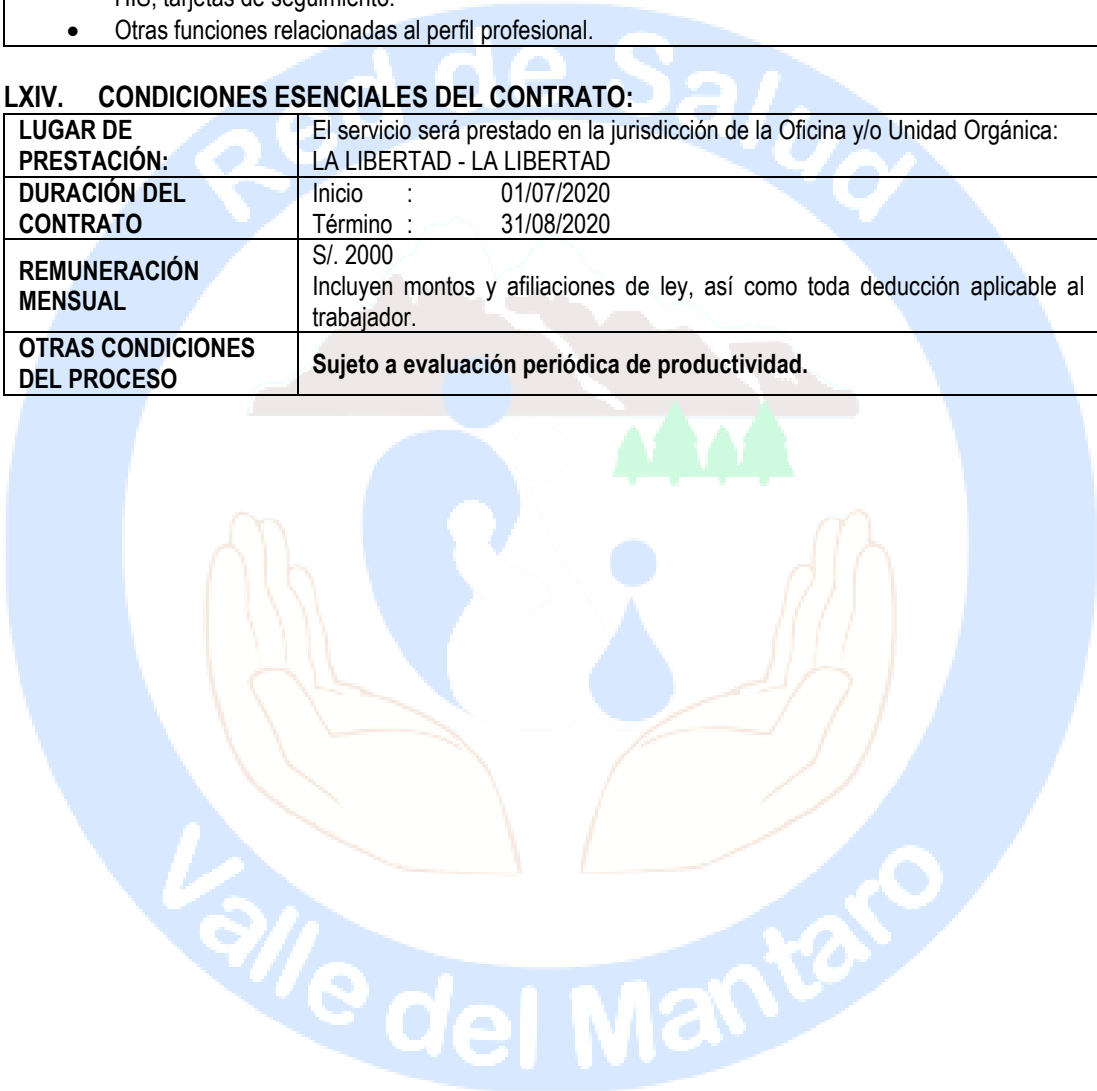 HIS, tarjetas de seguimiento.
• Otras funciones relacionadas al perfil profesional.
LXIV. CONDICIONES ESENCIALES DEL CONTRATO:
LUGAR DE PRESTACIÓN:
El servicio será prestado en la jurisdicción de la Oficina y/o Unidad Orgánica:
LA LIBERTAD - LA LIBERTAD
DURACIÓN DEL CONTRATO
Inicio : 01/07/2020
Término : 31/08/2020
REMUNERACIÓN MENSUAL
S/. 2000
Incluyen montos y afiliaciones de ley, así como toda deducción aplicable al
trabajador.
OTRAS CONDICIONES DEL PROCESO
Sujeto a evaluación periódica de productividad.
Red de Salud
Valle del Mantaro